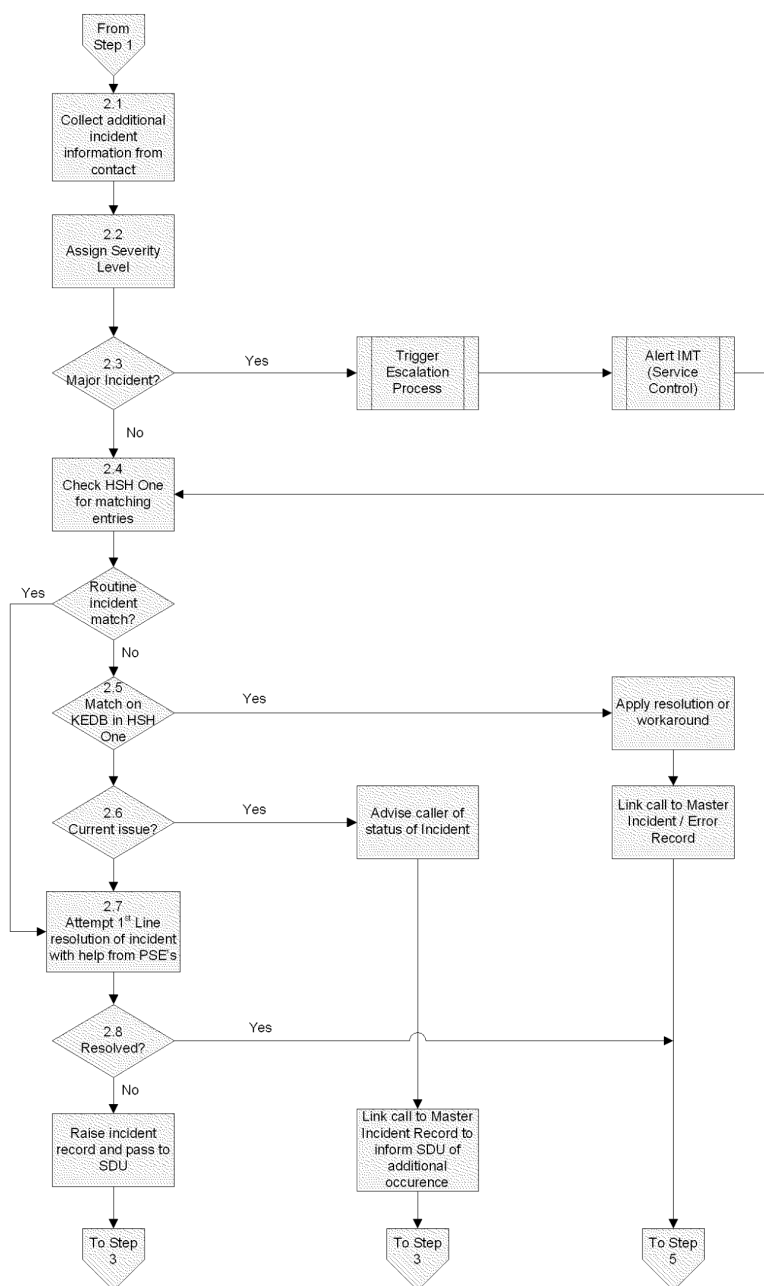 From
Step 1
2.1
Collect additional
incident
information from
contact
2.2
Assign Severity
Level
2.3
Major Incident?
Yes
Trigger
Escalation
Process
Alert IMT
(Service
Control)
No
2.4
Check HSH One
for matching
entries
Yes
Routine
incident
match?
No
2.5
Match on
KEDB in HSH
One
Yes
Apply resolution or
workaround
2.6
Current issue?
Yes
Advise caller of
status of Incident
Link call to Master
Incident / Error
Record
2.7
Attempt 1st Line
resolution of incident
with help from PSE's
2.8
Resolved?
Yes
No
Raise incident
record and pass to
SDU
Link call to Master
Incident Record to
inform SDU of
additional
occurence
To Step
3
To Step
3
To Step
5